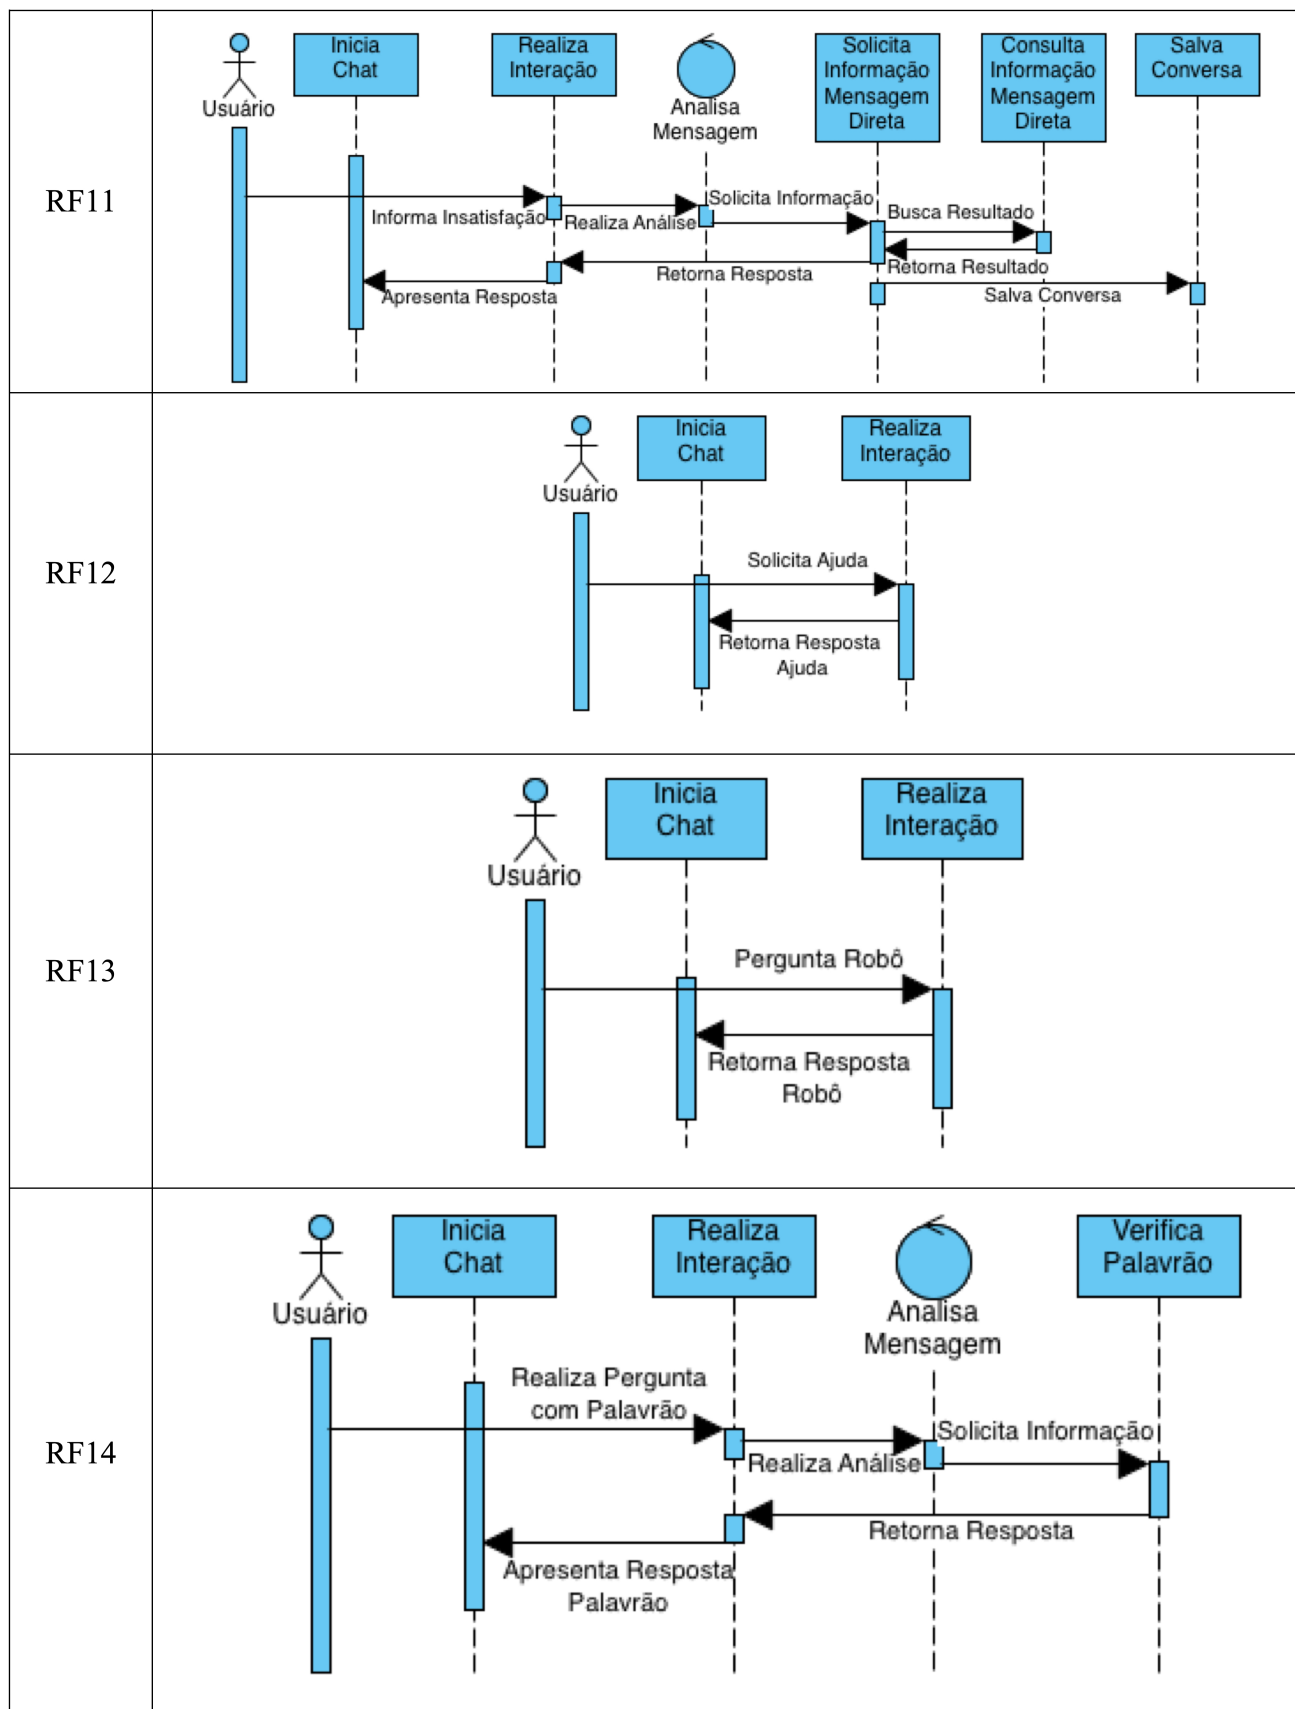 RF11
Usuário
Inicia
Chat
Realiza
Interação
Analisa
Mensagem
Solicita
Informação
Mensagem
Direta
Consulta
Informação
Mensagem
Direta
Salva
Conversa
Informa Insatisfação
Realiza Análise
Solicita Informação
Busca Resultado
Retorna Resultado
Retorna Resposta
Apresenta Resposta
Salva Conversa
RF12
Usuário
Inicia
Chat
Realiza
Interação
Solicita Ajuda
Retorna Resposta
Ajuda
RF13
Usuário
Inicia
Chat
Realiza
Interação
Pergunta Robô
Retorna Resposta
Robô
RF14
Usuário
Inicia
Chat
Realiza
Interação
Analisa
Mensagem
Verifica
Palavrão
Realiza Pergunta
com Palavrão
Realiza Análise
Solicita Informação
Retorna Resposta
Apresenta Resposta
Palavrão